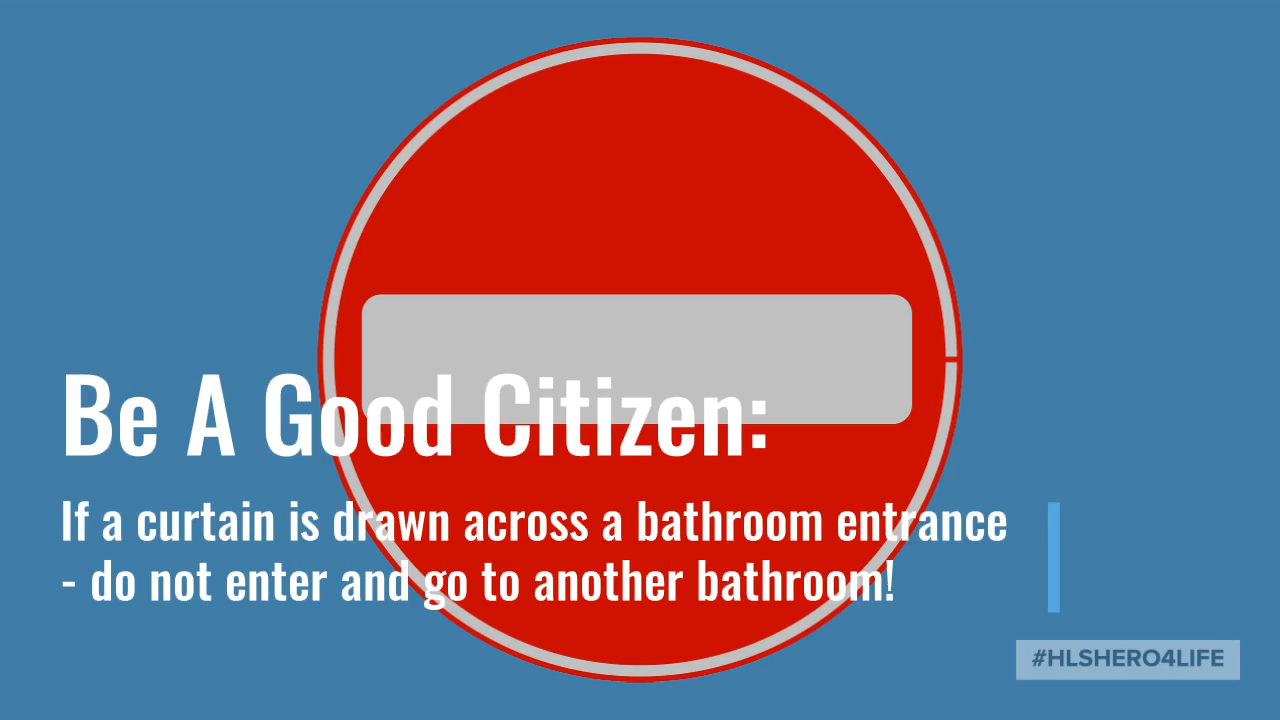 Be A Good Citizen:
If a curtain is drawn across a bathroom entrance
- do not enter and go to another bathroom!
#HLSHERO4LIFE